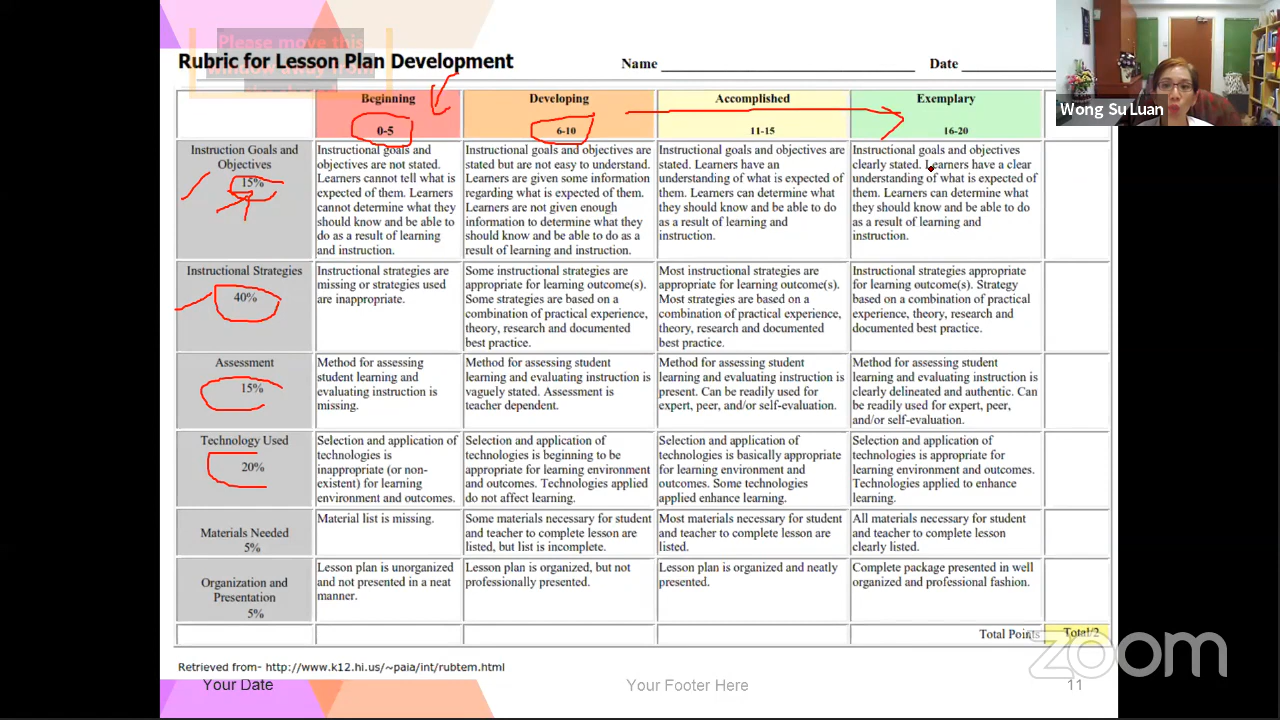 Please move this
window away from
Rubric for Lesson Plan Development
Name
Date
Wong Su Luan
Beginning
0-5
Developing
6-10
Accomplished
11-15
Exemplary
16-20
Instruction Goals and
Objectives
15%
Instructional goals and
objectives are not stated.
Learners cannot tell what is
expected of them. Learners
cannot determine what they
should know and be able to
do as a result of learning
and instruction.
Instructional goals and objectives are
stated but are not easy to understand.
Learners are given some information
regarding what is expected of them.
Learners are not given enough
information to determine what they
should know and be able to do as a
result of learning and instruction.
Instructional goals and objectives are
stated. Learners have an
understanding of what is expected of
them. Learners can determine what
they should know and be able to do
as a result of learning and
instruction.
Instructional goals and objectives
clearly stated. Learners have a clear
understanding of what is expected of
them. Learners can determine what
they should know and be able to do
as a result of learning and
instruction.
Instructional Strategies
40%
Instructional strategies are
missing or strategies used
are inappropriate.
Some instructional strategies are
appropriate for learning outcome(s).
Some strategies are based on a
combination of practical experience,
theory, research and documented
best practice.
Most instructional strategies are
appropriate for learning outcome(s).
Most strategies are based on a
combination of practical experience,
theory, research and documented
best practice.
Instructional strategies appropriate
for learning outcome(s). Strategy
based on a combination of practical
experience, theory, research and
documented best practice.
Assessment
15%
Method for assessing
student learning and
evaluating instruction is
missing.
Method for assessing student
learning and evaluating instruction is
vaguely stated. Assessment is
teacher dependent.
Method for assessing student
learning and evaluating instruction is
present. Can be readily used for
expert, peer, and/or self-evaluation.
Method for assessing student
learning and evaluating instruction is
clearly delineated and authentic. Can
be readily used for expert, peer,
and/or self-evaluation.
Technology Used
20%
Selection and application of
technologies is
inappropriate (or non-
existent) for learning
environment and outcomes.
Selection and application of
technologies is beginning to be
appropriate for learning environment
and outcomes. Technologies applied
do not affect learning.
Selection and application of
technologies is basically appropriate
for learning environment and
outcomes. Some technologies
applied enhance learning.
Selection and application of
technologies is appropriate for
learning environment and outcomes.
Technologies applied to enhance
learning.
Materials Needed
5%
Material list is missing.
Some materials necessary for student
and teacher to complete lesson are
listed, but list is incomplete.
Most materials necessary for student
and teacher to complete lesson are
listed.
All materials necessary for student
and teacher to complete lesson
clearly listed.
Organization and
Presentation
5%
Lesson plan is unorganized
and not presented in a neat
manner.
Lesson plan is organized, but not
professionally presented.
Lesson plan is organized and neatly
presented.
Complete package presented in well
organized and professional fashion.
Total Points
Total/2
zoom
Retrieved from- http://www.k12.hi.us/~paia/int/rubtem.html
Your Date
Your Footer Here
11